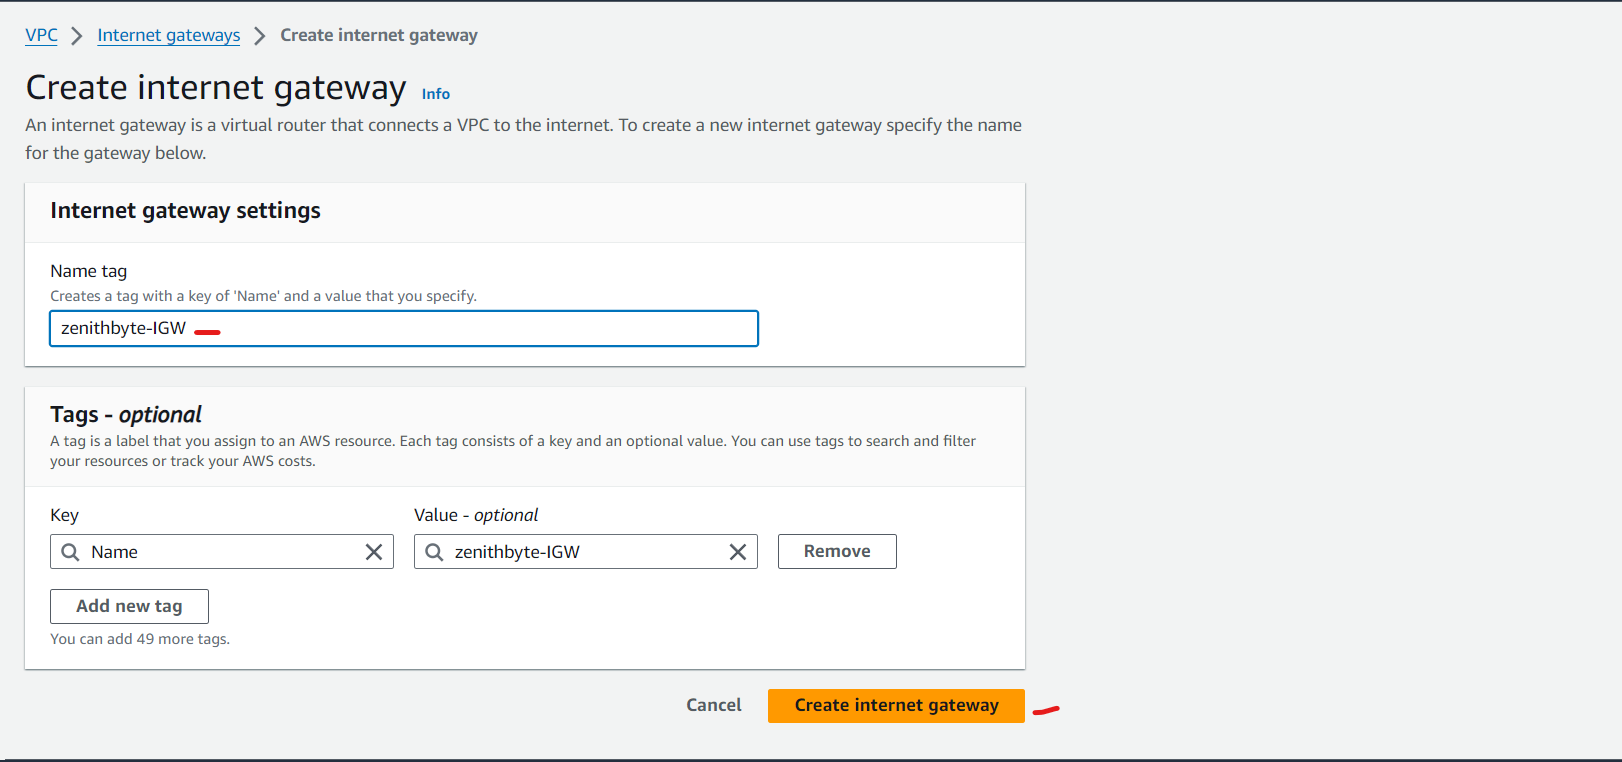 VPC > Internet gateways > Create internet gateway
Create internet gateway Info
An internet gateway is a virtual router that connects a VPC to the internet. To create a new internet gateway specify the name
for the gateway below.
Internet gateway settings
Name tag
Creates a tag with a key of 'Name' and a value that you specify.
zenithbyte-IGW
Tags - optional
A tag is a label that you assign to an AWS resource. Each tag consists of a key and an optional value. You can use tags to search and filter
your resources or track your AWS costs.
Key Value - optional
Name zenithbyte-IGW Remove
Add new tag
You can add 49 more tags.
Cancel Create internet gateway